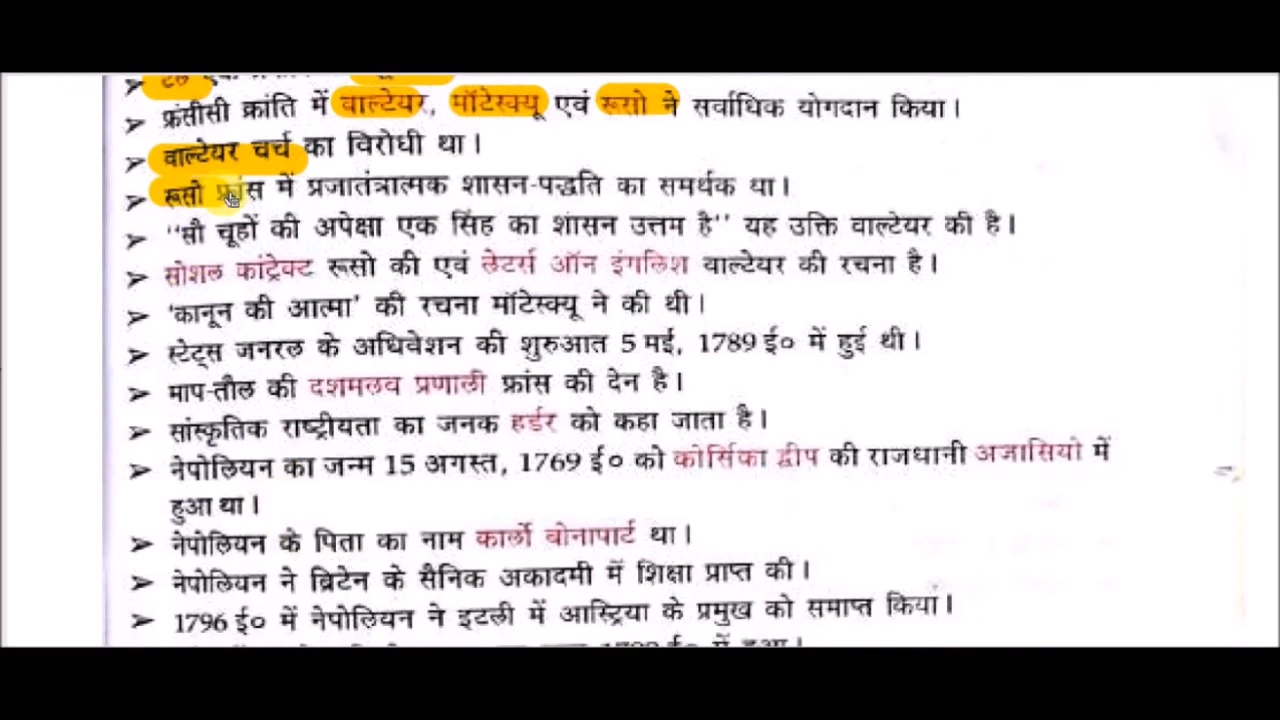 ➤ फ्रंसीसी क्रांति में वाल्टेयर, मॉटेस्क्यू एवं रूसो ने सर्वाधिक योगदान किया।
➤ वाल्टेयर चर्च का विरोधी था।
➤ रूसो फ्रांस में प्रजातंत्रात्मक शासन-पद्धति का समर्थक था।
➤ "सौ चूहों की अपेक्षा एक सिंह का शासन उत्तम है" यह उक्ति वाल्टेयर की है।
➤ सोशल कांट्रेक्ट रूसो की एवं लेटर्स ऑन इंगलिश वाल्टेयर की रचना है।
➤ 'कानून की आत्मा' की रचना मॉटेस्क्यू ने की थी।
➤ स्टेट्स जनरल के अधिवेशन की शुरुआत 5 मई, 1789 ई० में हुई थी।
➤ माप-तौल की दशमलव प्रणाली फ्रांस की देन है।
➤ सांस्कृतिक राष्ट्रीयता का जनक हर्डर को कहा जाता है।
➤ नेपोलियन का जन्म 15 अगस्त, 1769 ई० को कोर्सिका द्वीप की राजधानी अजासियो में
हुआ था।
➤ नेपोलियन के पिता का नाम कार्लो बोनापार्ट था।
➤ नेपोलियन ने ब्रिटेन के सैनिक अकादमी में शिक्षा प्राप्त की।
➤ 1796 ई० में नेपोलियन ने इटली में आस्ट्रिया के प्रमुख को समाप्त किया।